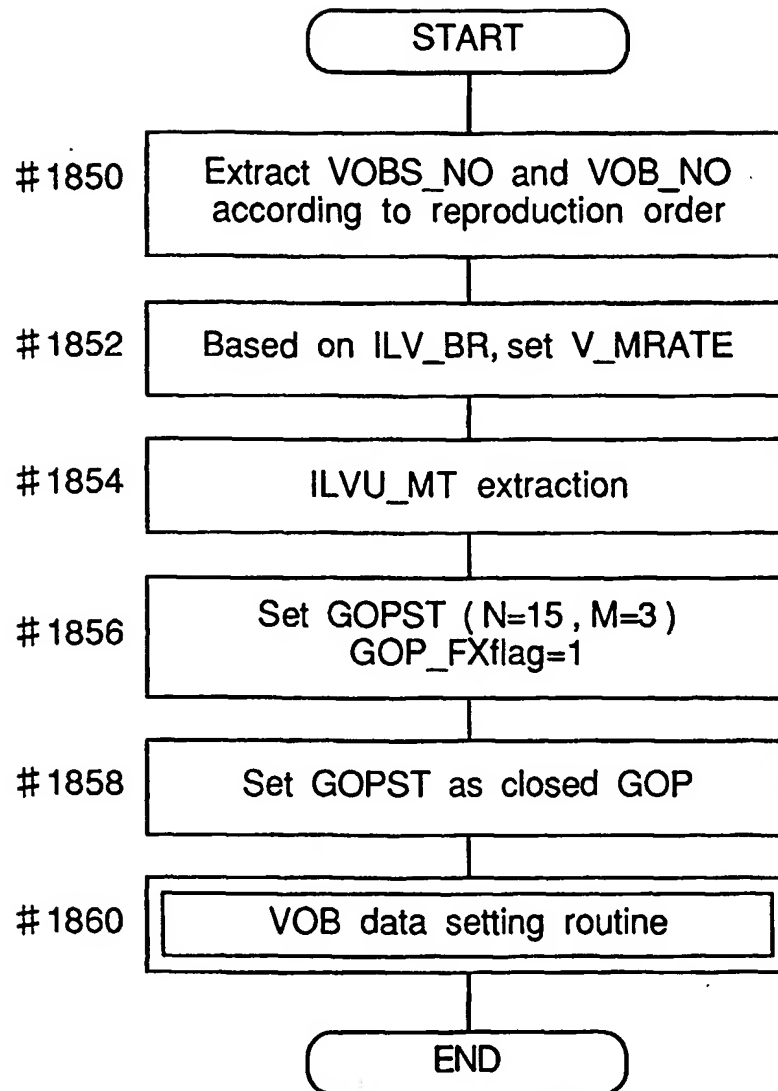 START
#1850
Extract VOBS_NO and VOB_NO
according to reproduction order
#1852
Based on ILV_BR, set V_MRATE
#1854
ILVU_MT extraction
#1856
Set GOPST (N=15, M=3)
GOP_FXflag=1
#1858
Set GOPST as closed GOP
#1860
VOB data setting routine
END